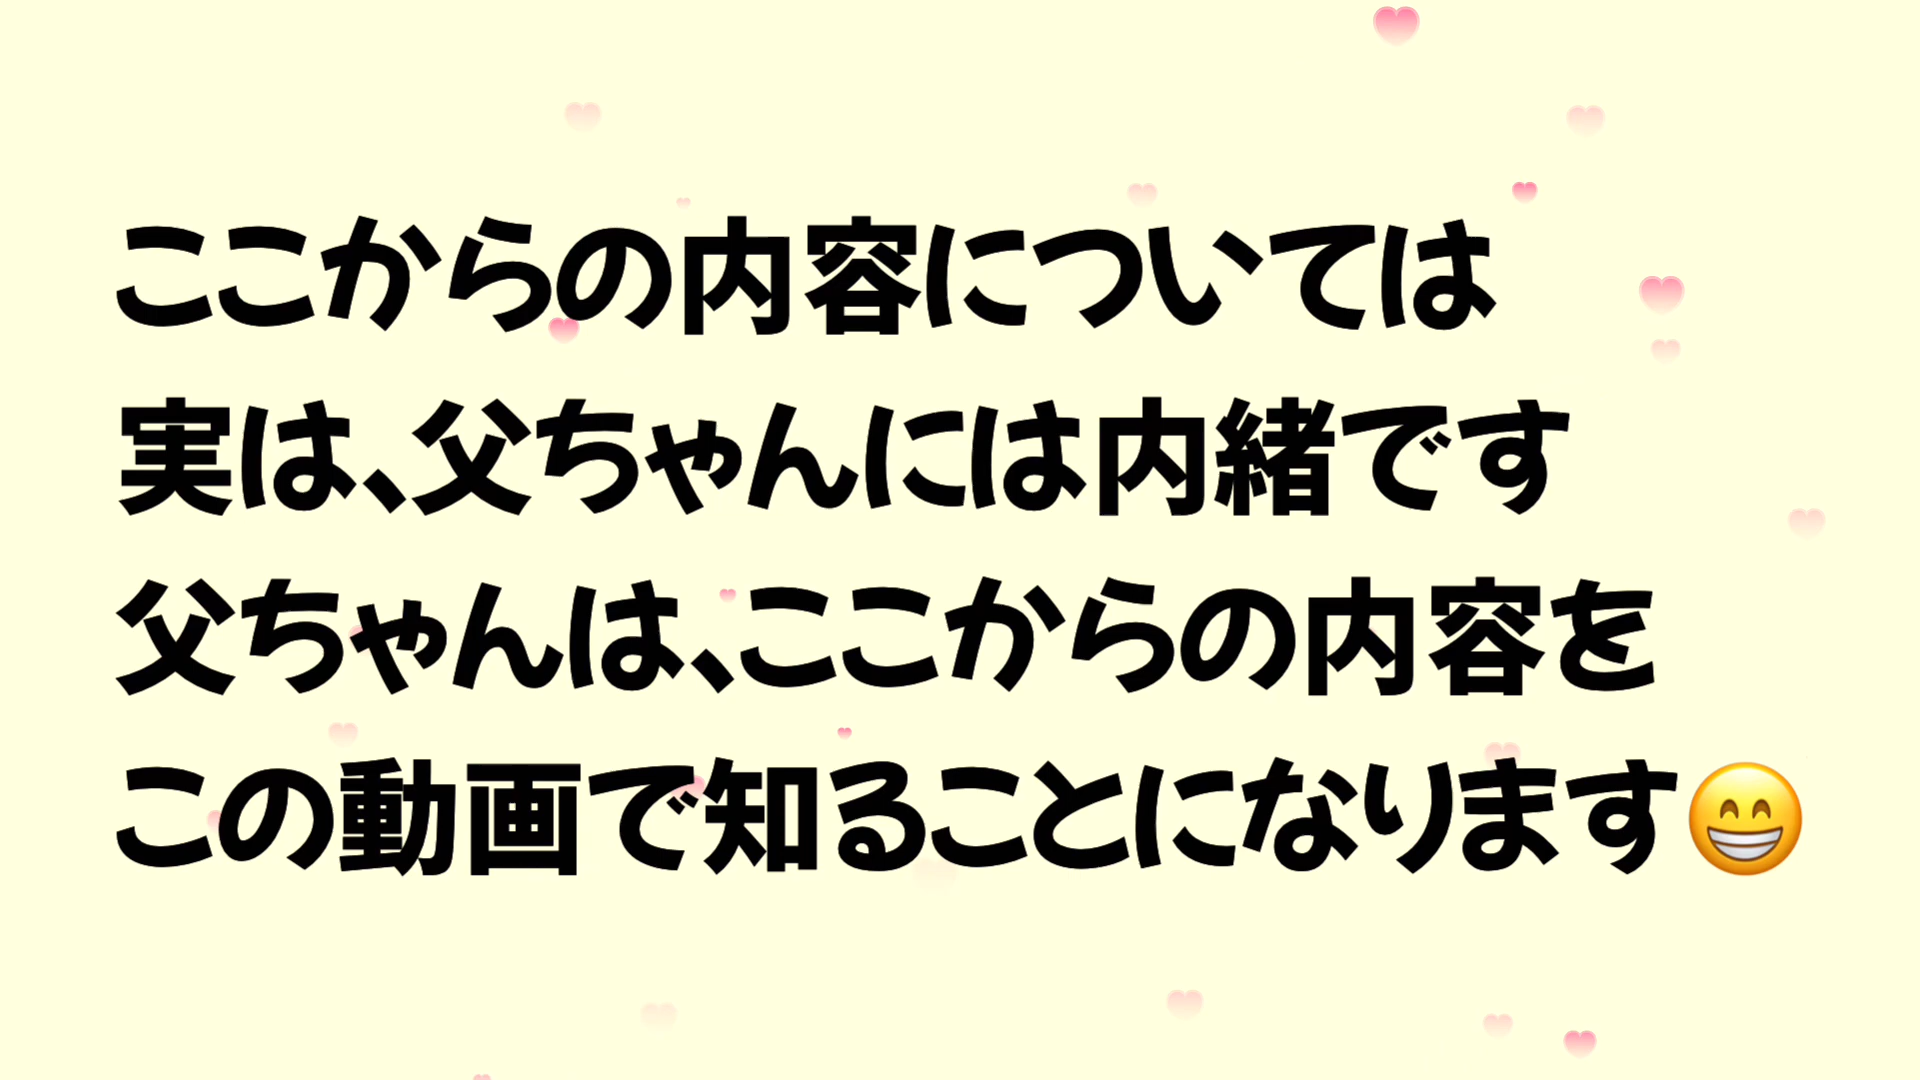 ここからの内容については
実は、父ちゃんには内緒です
父ちゃんは、ここからの内容を
この動画で知ることになります😁